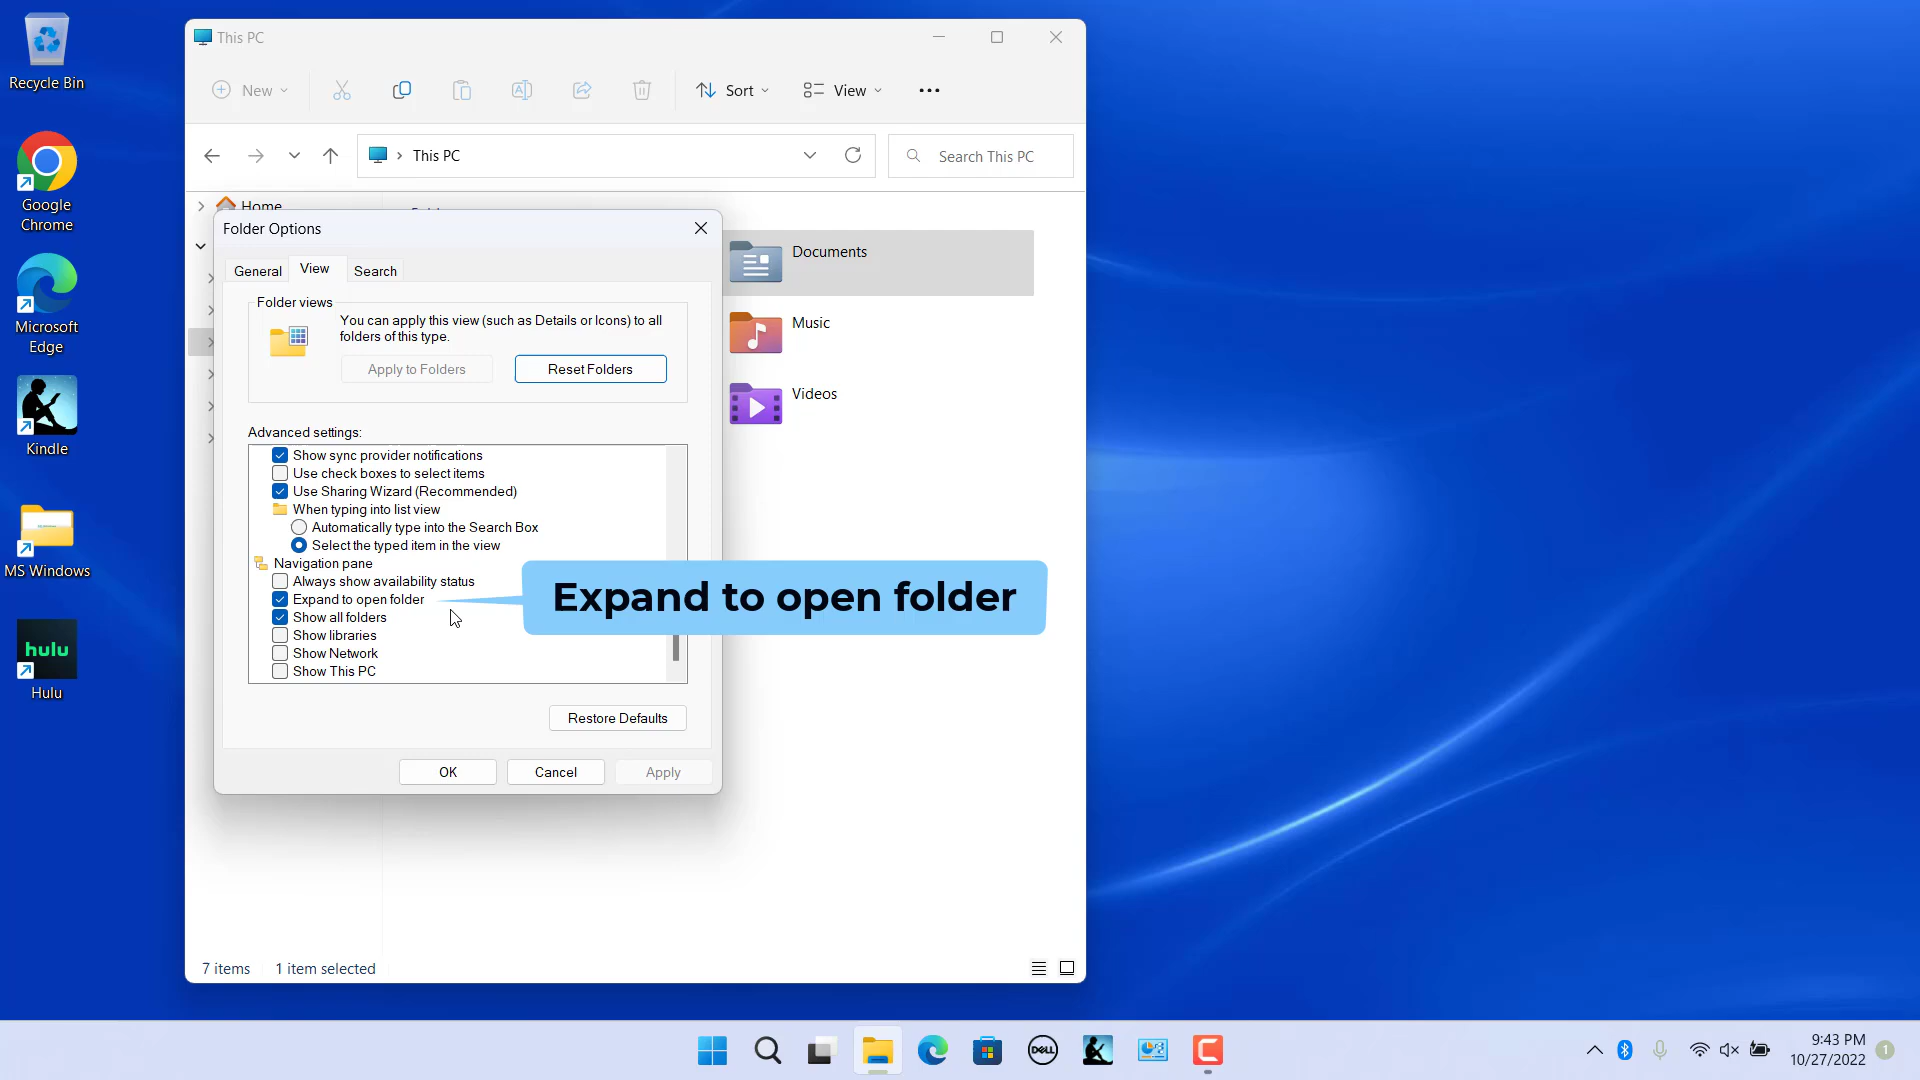 Recycle Bin
Google
Chrome
Microsoft
Edge
Kindle
MS Windows
hulu
Hulu
This PC
New
Sort
View
This PC
Search This PC
Home
Folder Options
General
View
Search
Folder views
You can apply this view (such as Details or Icons) to all
folders of this type.
Apply to Folders
Reset Folders
Advanced settings:
Show sync provider notifications
Use check boxes to select items
Use Sharing Wizard (Recommended)
When typing into list view
Automatically type into the Search Box
Select the typed item in the view
Navigation pane
Always show availability status
Expand to open folder
Show all folders
Show libraries
Show Network
Show This PC
Restore Defaults
OK
Cancel
Apply
Documents
Music
Videos
Expand to open folder
7 items
1 item selected
DELL
9:43 PM
10/27/2022
1